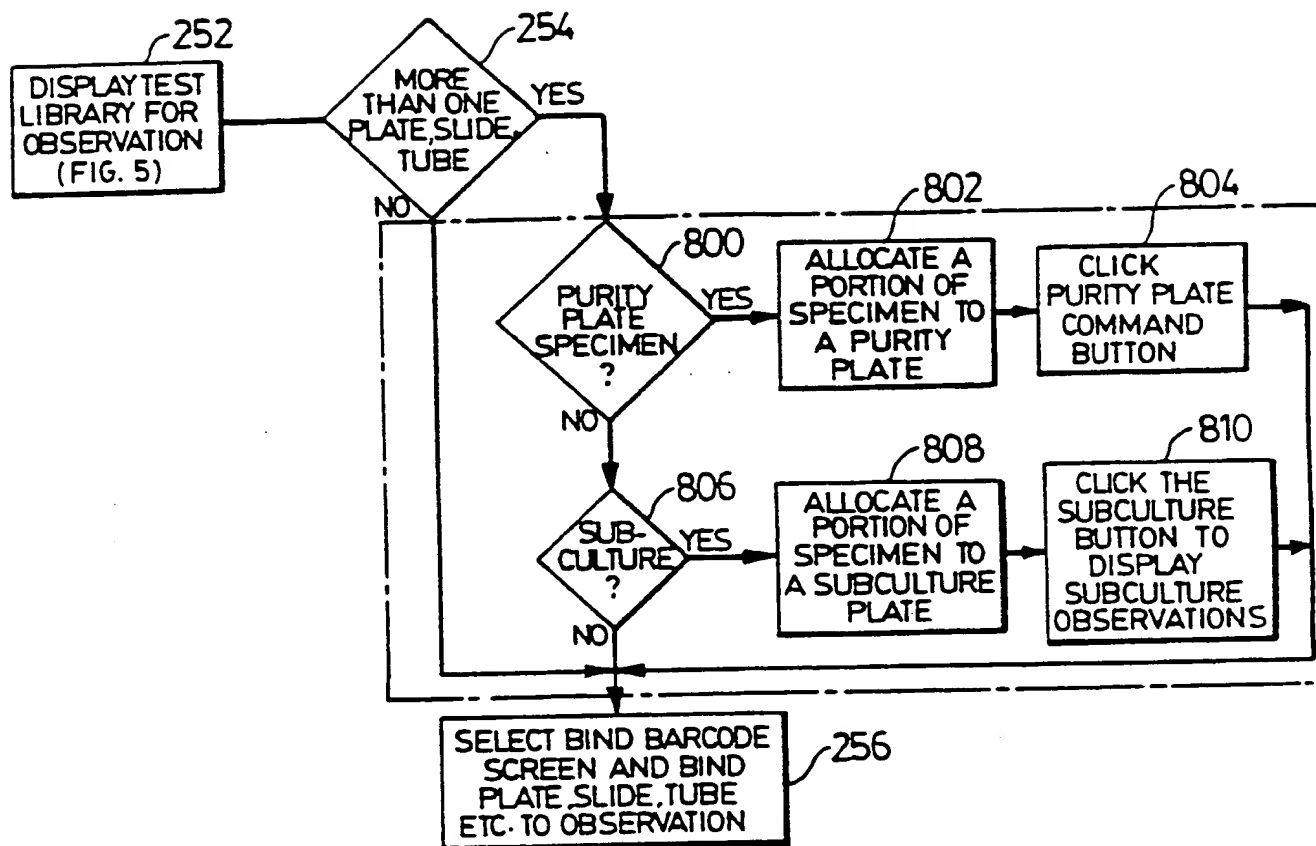 252
DISPLAY TEST
LIBRARY FOR
OBSERVATION
(FIG. 5)
254
MORE
THAN ONE
PLATE,SLIDE,
TUBE
YES
NO
800
PURITY
PLATE
SPECIMEN
?
YES
NO
802
ALLOCATE A
PORTION OF
SPECIMEN TO
A PURITY
PLATE
804
CLICK
PURITY PLATE
COMMAND
BUTTON
806
SUB-
CULTURE
?
YES
NO
808
ALLOCATE A
PORTION OF
SPECIMEN TO
A SUBCULTURE
PLATE
810
CLICK THE
SUBCULTURE
BUTTON TO
DISPLAY
SUBCULTURE
OBSERVATIONS
SELECT BIND BARCODE
SCREEN AND BIND
PLATE,SLIDE,TUBE
ETC. TO OBSERVATION
256